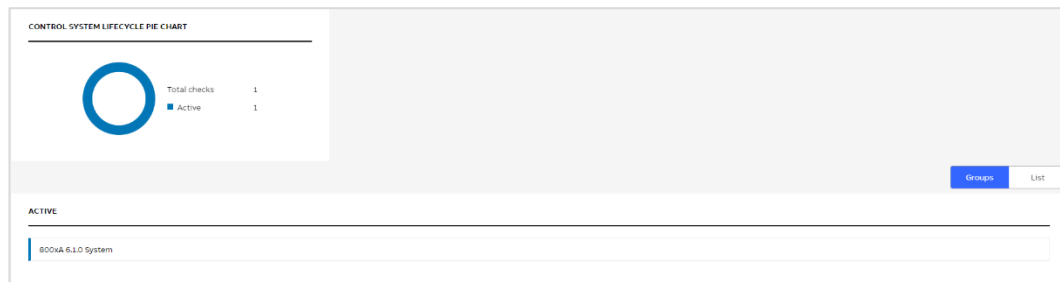 CONTROL SYSTEM LIFECYCLE PIE CHART
Total checks 1
Active 1
Groups List
ACTIVE
800xA 6.1.0 System